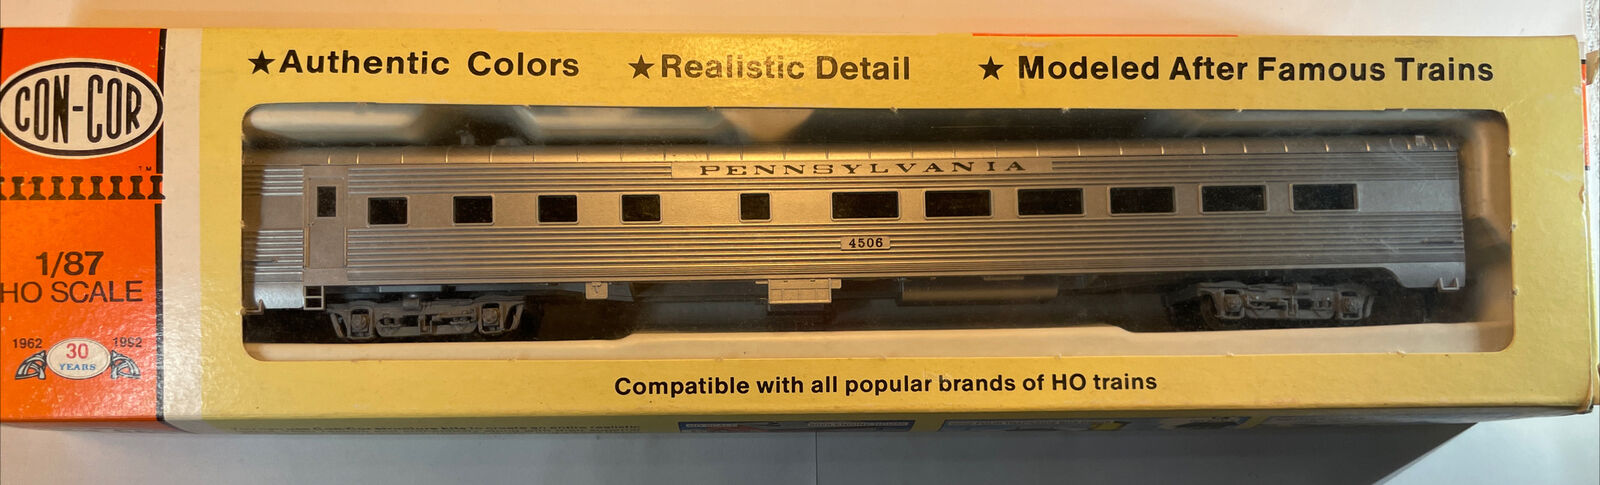 ★Authentic Colors ★Realistic Detail ★ Modeled After Famous Trains
CON-COR
TM
1/87
HO SCALE
1962 30 1992
YEARS
PENNSYLVANIA
4506
Compatible with all popular brands of HO trains